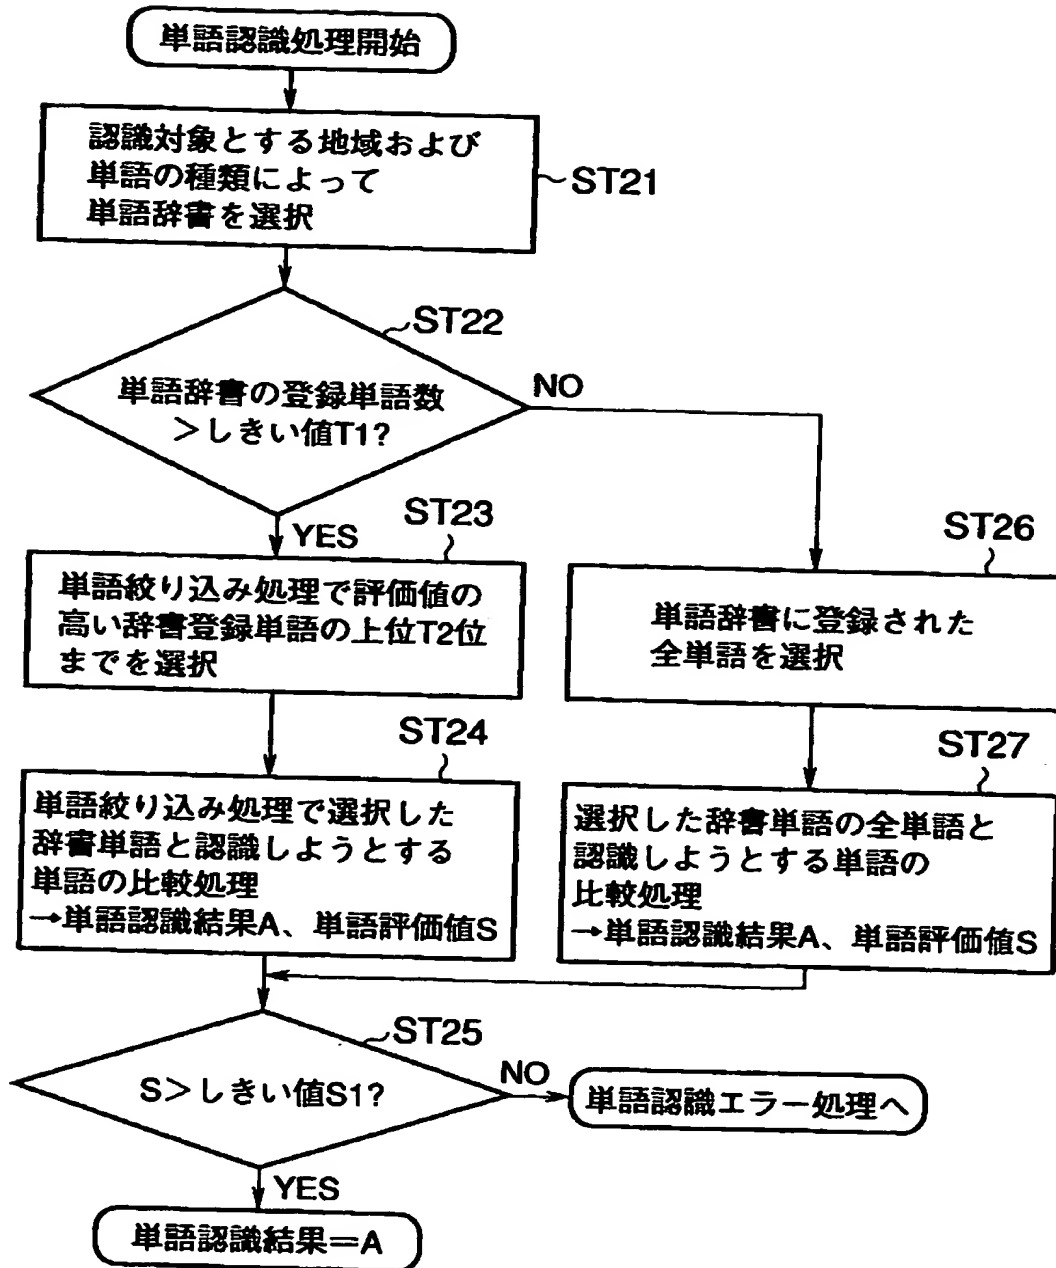 単語認識処理開始
認識対象とする地域および
単語の種類によって
単語辞書を選択
ST21
ST22
単語辞書の登録単語数
＞しきい値T1?
NO
YES
ST23
単語絞り込み処理で評価値の
高い辞書登録単語の上位T2位
までを選択
ST26
単語辞書に登録された
全単語を選択
ST24
単語絞り込み処理で選択した
辞書単語と認識しようとする
単語の比較処理
→単語認識結果A、単語評価値S
ST27
選択した辞書単語の全単語と
認識しようとする単語の
比較処理
→単語認識結果A、単語評価値S
ST25
S＞しきい値S1?
NO
単語認識エラー処理へ
YES
単語認識結果＝A